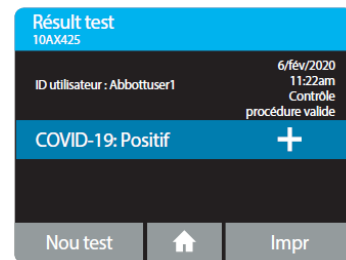 Résult test
10AX425
6/fév/2020
11:22am
ID utilisateur : Abbottuser1
Contrôle
procédure valide
COVID-19: Positif +
Nou test
Impr